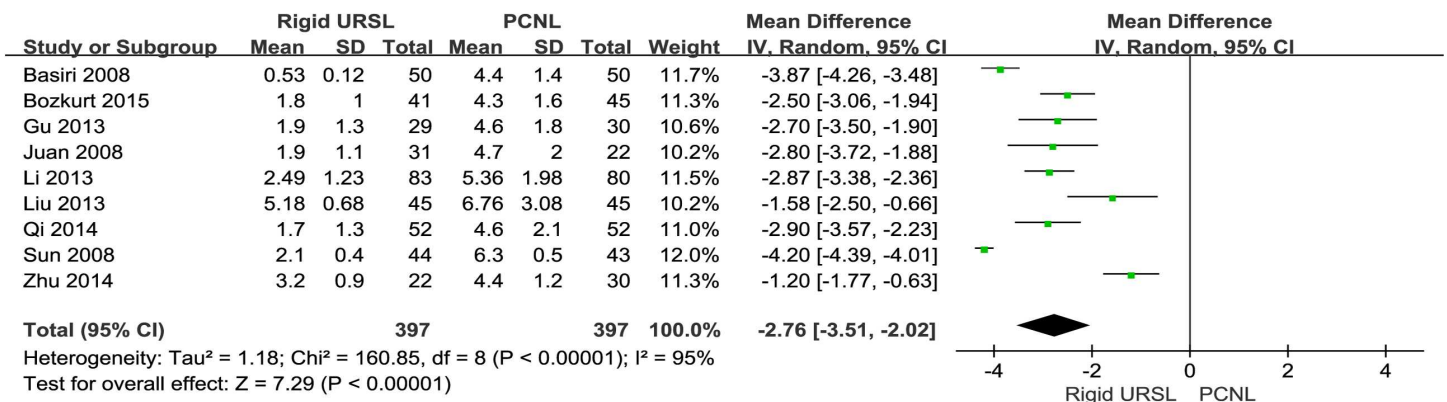 Rigid URSL PCNL Mean Difference Mean Difference
Study or Subgroup Mean SD Total Mean SD Total Weight IV, Random, 95% CI IV, Random, 95% CI
Basiri 2008 0.53 0.12 50 4.4 1.4 50 11.7% -3.87 [-4.26, -3.48]
Bozkurt 2015 1.8 1 41 4.3 1.6 45 11.3% -2.50 [-3.06, -1.94]
Gu 2013 1.9 1.3 29 4.6 1.8 30 10.6% -2.70 [-3.50, -1.90]
Juan 2008 1.9 1.1 31 4.7 2 22 10.2% -2.80 [-3.72, -1.88]
Li 2013 2.49 1.23 83 5.36 1.98 80 11.5% -2.87 [-3.38, -2.36]
Liu 2013 5.18 0.68 45 6.76 3.08 45 10.2% -1.58 [-2.50, -0.66]
Qi 2014 1.7 1.3 52 4.6 2.1 52 11.0% -2.90 [-3.57, -2.23]
Sun 2008 2.1 0.4 44 6.3 0.5 43 12.0% -4.20 [-4.39, -4.01]
Zhu 2014 3.2 0.9 22 4.4 1.2 30 11.3% -1.20 [-1.77, -0.63]
Total (95% CI) 397 397 100.0% -2.76 [-3.51, -2.02]
Heterogeneity: Tau² = 1.18; Chi² = 160.85, df = 8 (P < 0.00001); I² = 95%
Test for overall effect: Z = 7.29 (P < 0.00001)
-4 -2 0 2 4
Rigid URSL PCNL